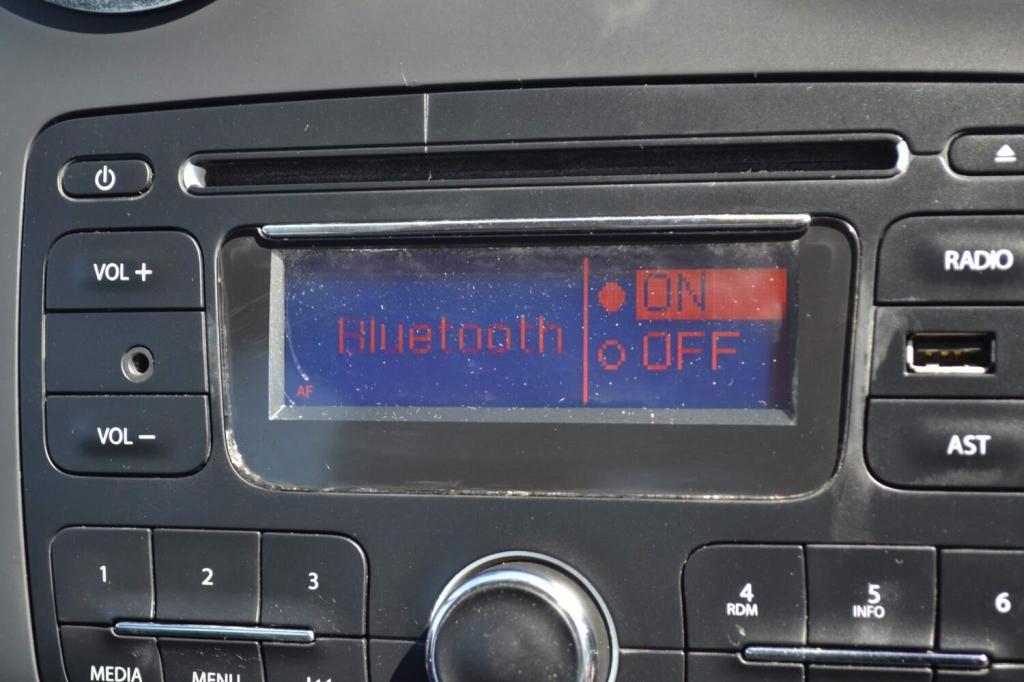 VOL +
RADIO
Bluetooth
ON
OFF
AF
VOL –
AST
1
2
3
4
RDM
5
INFO
6
MEDIA
MENU